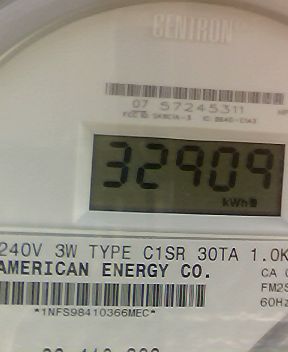 CENTRON
07 57245311
32909
kWh
240V 3W TYPE C1SR 30TA 1.0K
AMERICAN ENERGY CO.
CA
FM2S
60Hz
*1NFS98410366MEC*